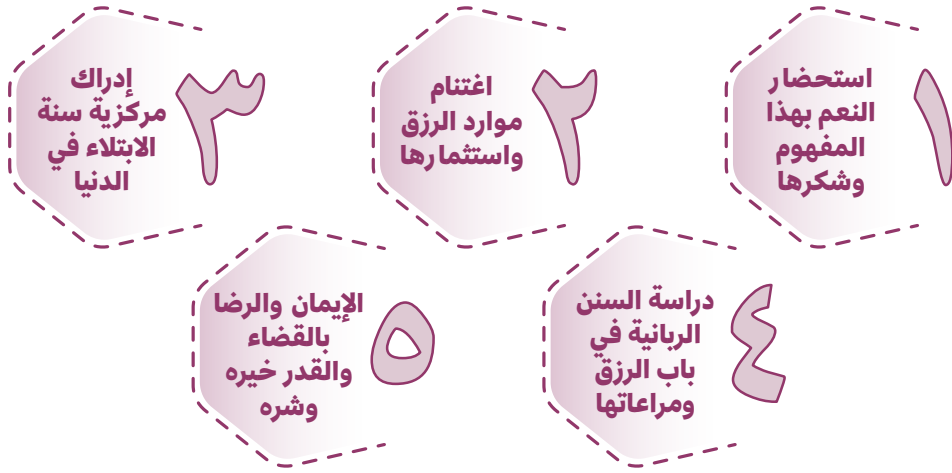 ١
استحضار
النعم بهذا
المفهوم
وشكرها
٢
اغتنام
موارد الرزق
واستثمارها
٣
إدراك
مركزية سنة
الابتلاء في
الدنيا
٤
دراسة السنن
الربانية في
باب الرزق
ومراعاتها
٥
الإيمان والرضا
بالقضاء
والقدر خيره
وشره